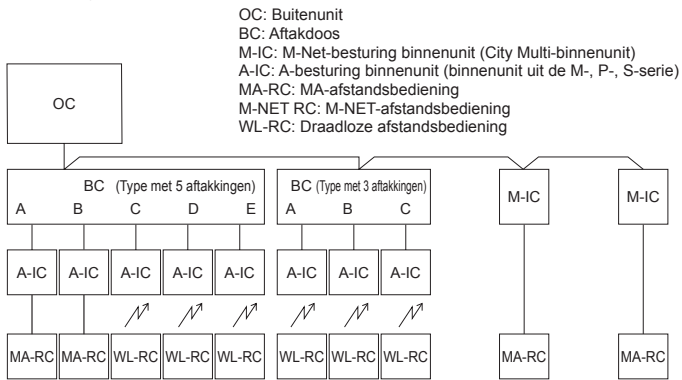 OC: Buitenunit
BC: Aftakdoos
M-IC: M-Net-besturing binnenunit (City Multi-binnenunit)
A-IC: A-besturing binnenunit (binnenunit uit de M-, P-, S-serie)
MA-RC: MA-afstandsbediening
M-NET RC: M-NET-afstandsbediening
WL-RC: Draadloze afstandsbediening
OC
BC (Type met 5 aftakkingen)
A B C D E
BC (Type met 3 aftakkingen)
A B C
M-IC
M-IC
A-IC A-IC A-IC A-IC A-IC A-IC A-IC A-IC
MA-RC MA-RC WL-RC WL-RC WL-RC WL-RC WL-RC WL-RC MA-RC MA-RC